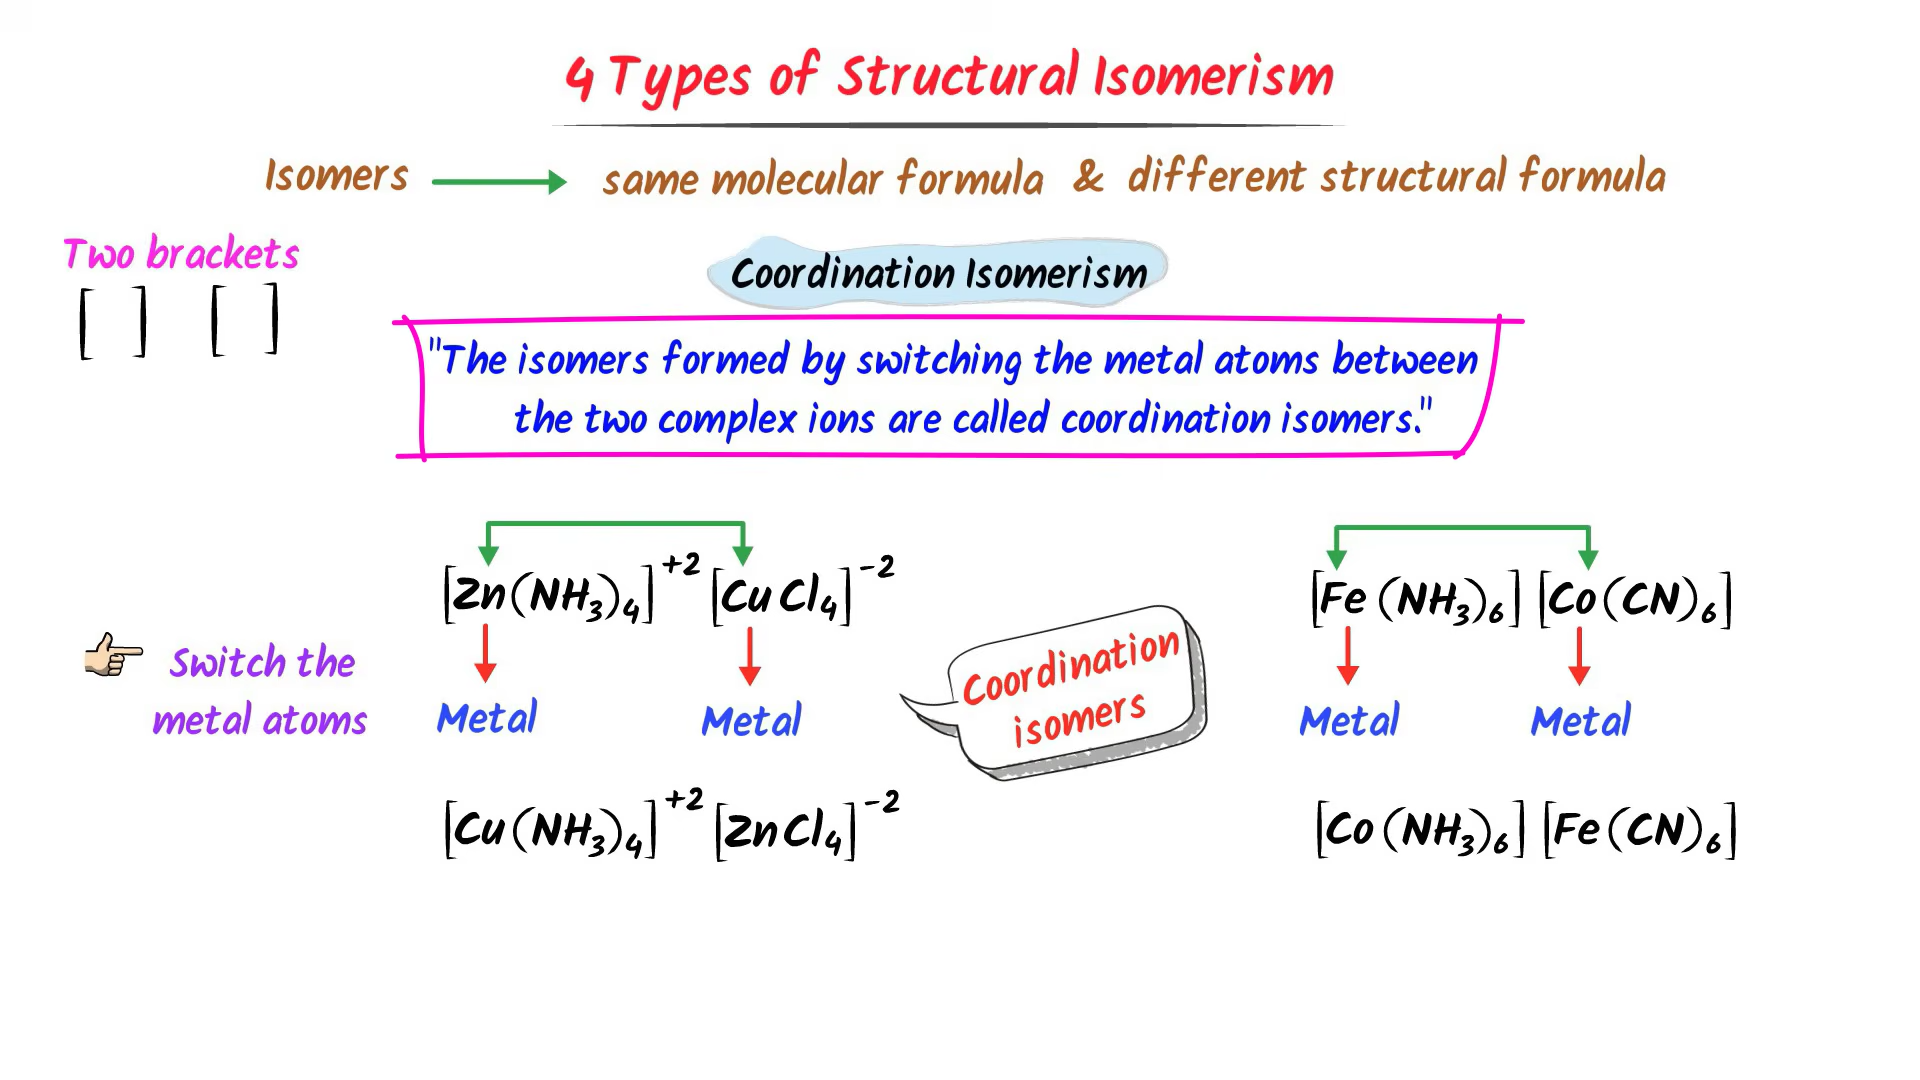 4 Types of Structural Isomerism
Isomers → same molecular formula & different structural formula
Two brackets
[ ] [ ]
Coordination Isomerism
"The isomers formed by switching the metal atoms between
the two complex ions are called coordination isomers."
[Zn(NH₃)₄]⁺² [CuCl₄]⁻²
[Fe(NH₃)₆] [Co(CN)₆]
Switch the
metal atoms
Metal Metal
Coordination
isomers
Metal Metal
[Cu(NH₃)₄]⁺² [ZnCl₄]⁻²
[Co(NH₃)₆] [Fe(CN)₆]